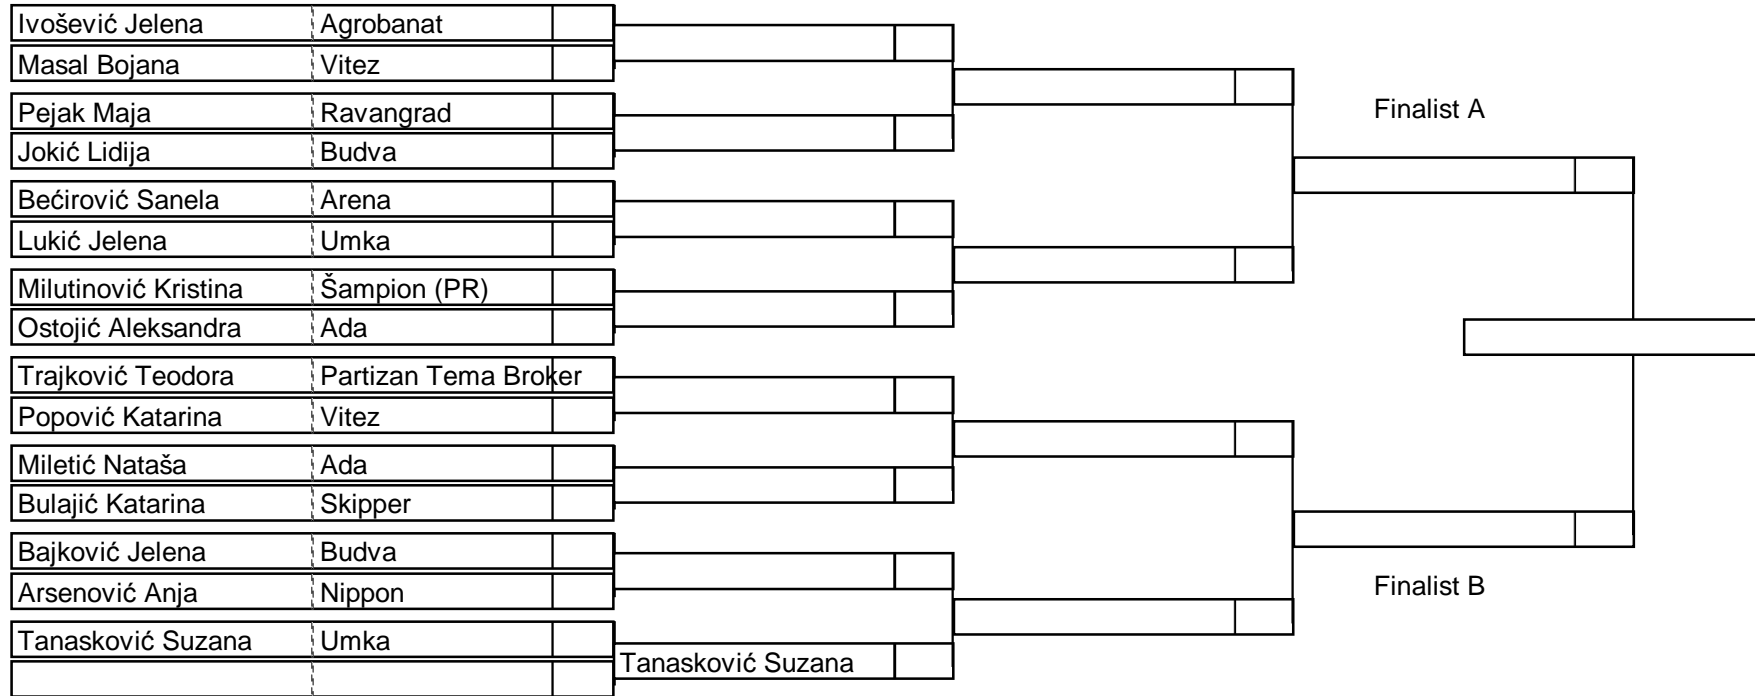 Ivošević Jelena Agrobanat
Masal Bojana Vitez
Pejak Maja Ravangrad
Finalist A
Jokić Lidija Budva
Bećirović Sanela Arena
Lukić Jelena Umka
Milutinović Kristina Šampion (PR)
Ostojić Aleksandra Ada
Trajković Teodora Partizan Tema Broker
Popović Katarina Vitez
Miletić Nataša Ada
Bulajić Katarina Skipper
Bajković Jelena Budva
Arsenović Anja Nippon
Finalist B
Tanasković Suzana Umka
Tanasković Suzana